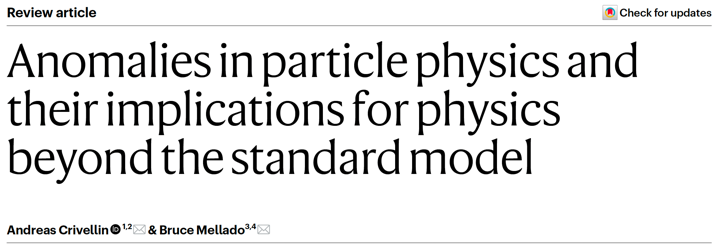 Review article
Check for updates
Anomalies in particle physics and
their implications for physics
beyond the standard model
Andreas Crivellin iD 1,2 & Bruce Mellado 3,4